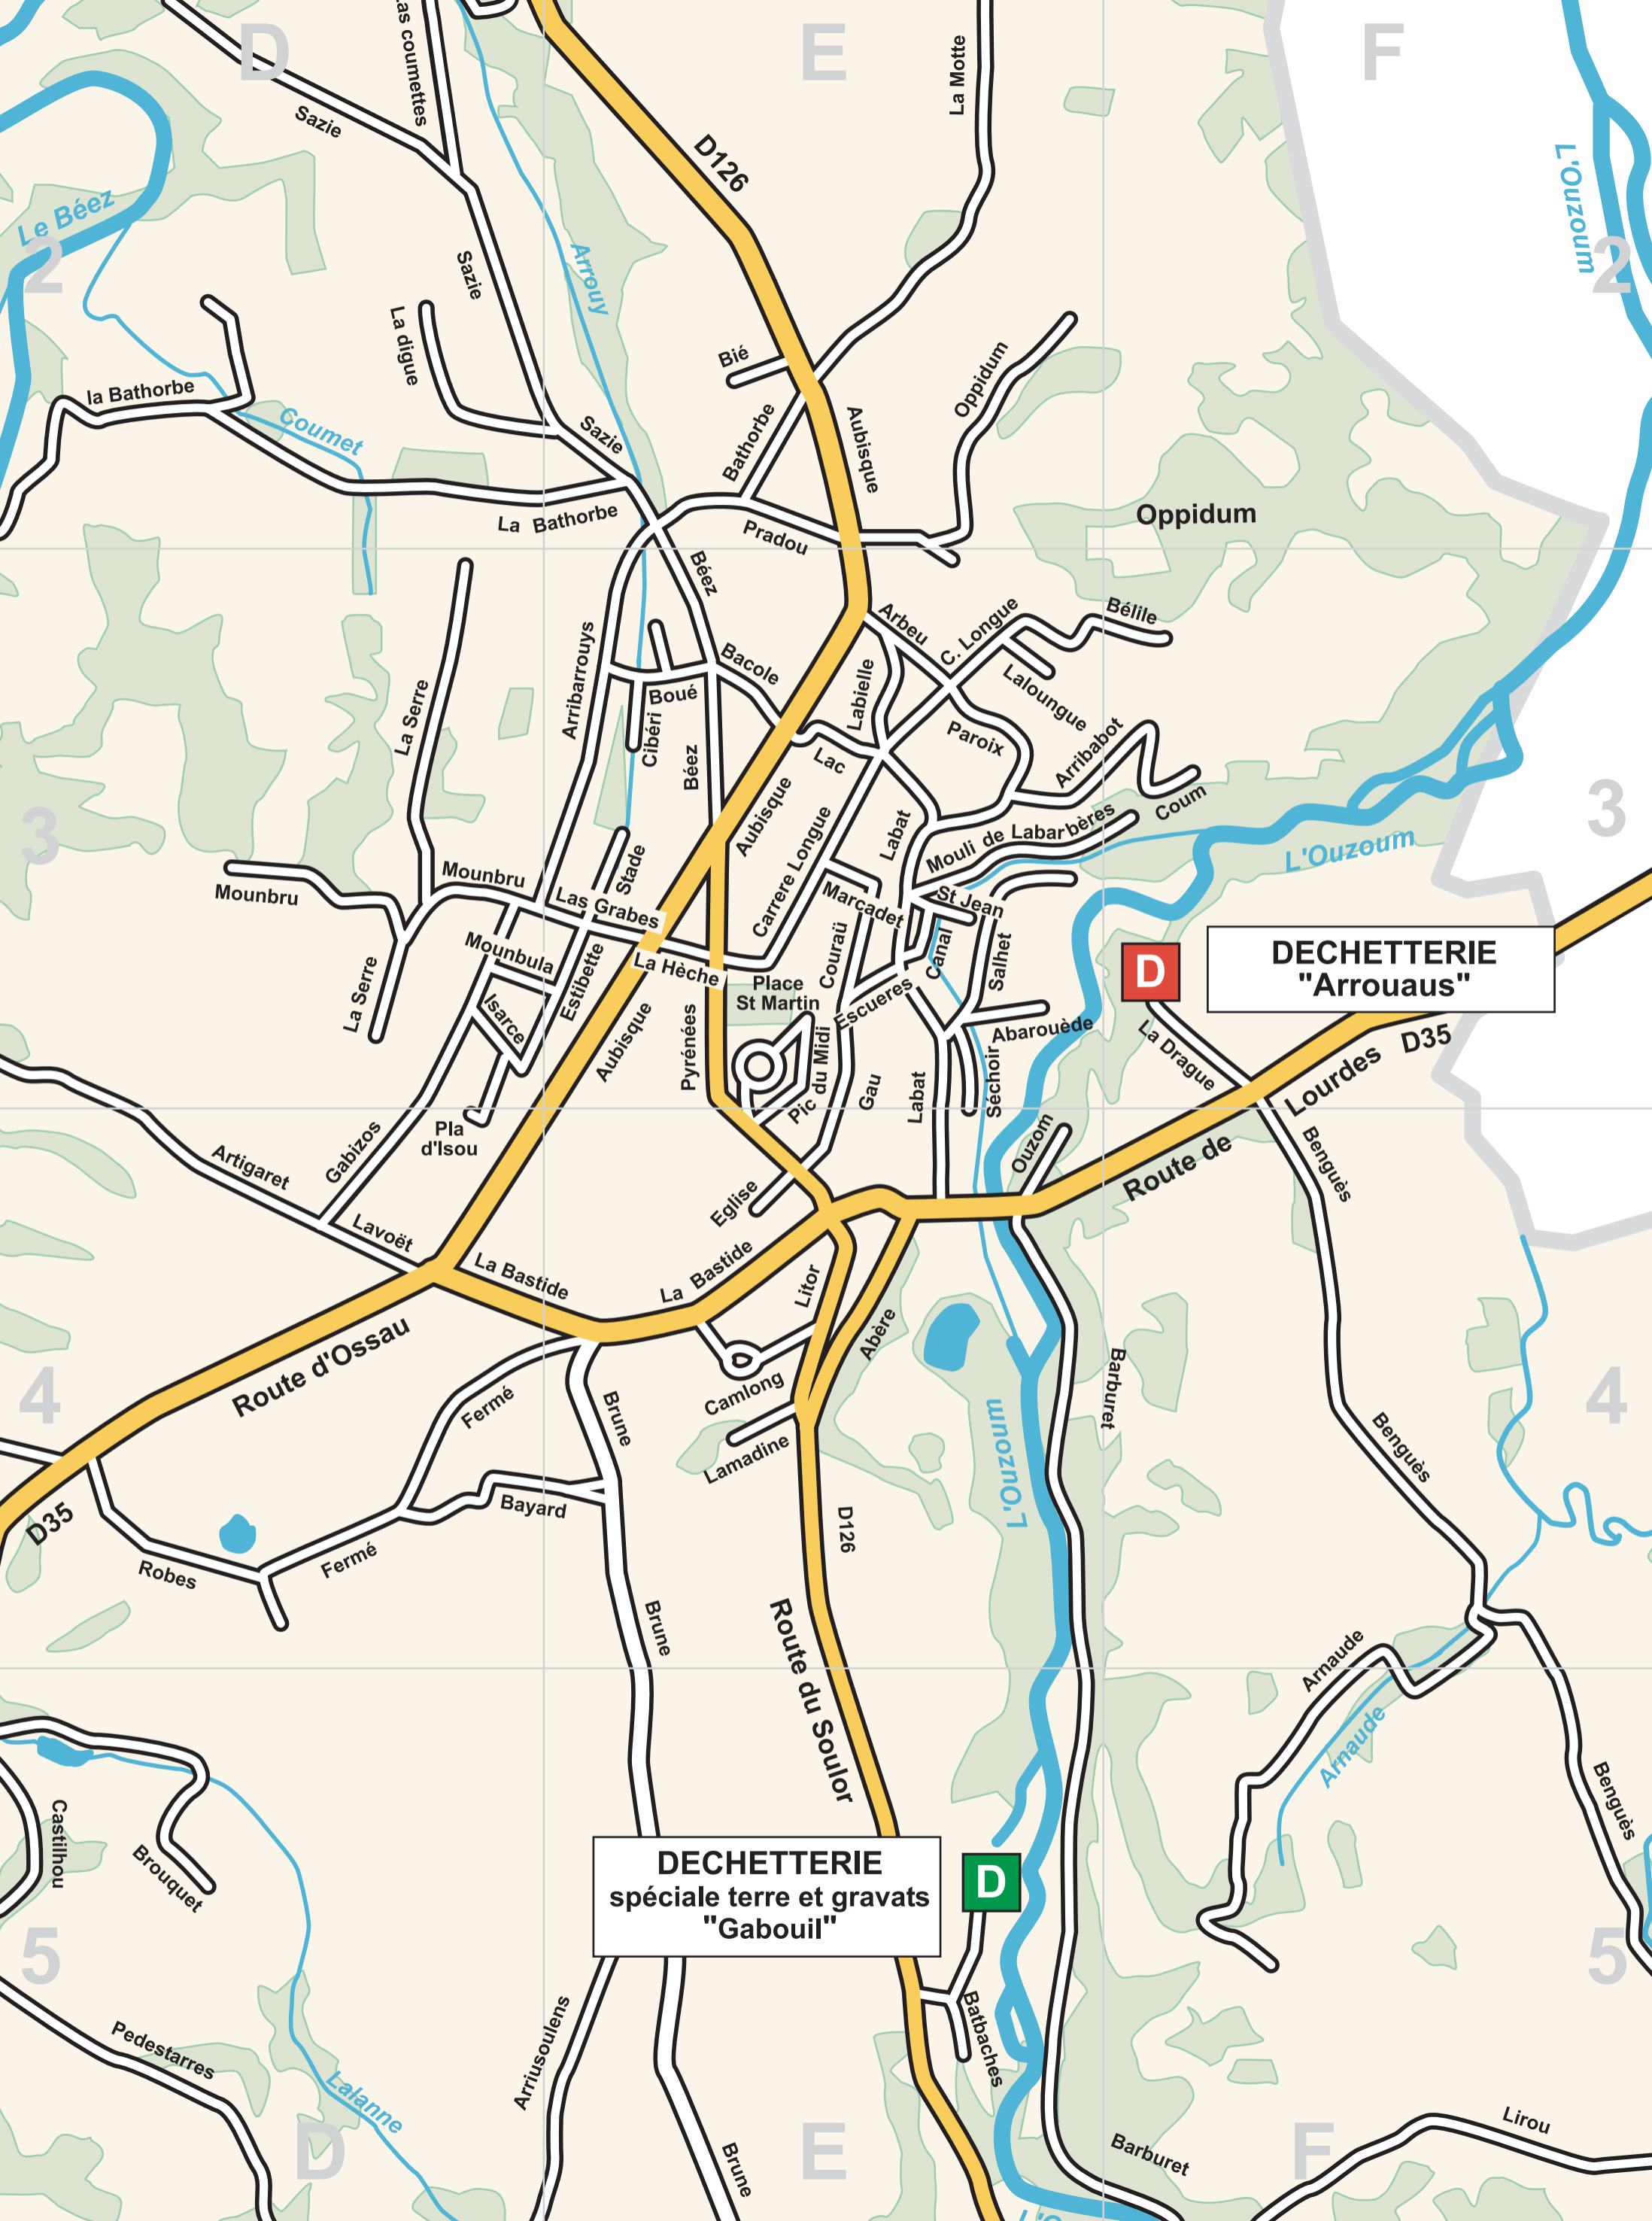 D
E
F
as coumettes
La Motte
Sazie
D126
L'Ouzoum
Le Béez
2
2
Arrouy
Sazie
La digue
Bié
Oppidum
la Bathorbe
Coumet
Sazie
Bathorbe
Aubisque
La Bathorbe
Pradou
Oppidum
Béez
Arbeu
C. Longue
Bélile
Arribarrouys
Bacole
Labielle
Laloungue
La Serre
Boué
Cibéri
Béez
Lac
Paroix
Arribabot
Aubisque
Carrere Longue
Labat
Mouli de Labarbères
Coum
3
3
L'Ouzoum
Mounbru
Mounbru
Stade
Las Grabes
Marcadet
St Jean
La Serre
Mounbula
Estibette
La Hèche
Couraü
Canal
Salhet
Place
St Martin
Escueres
D
DECHETTERIE
"Arrouaus"
Isarce
Aubisque
Pyrénées
Pic du Midi
Gau
Labat
Abarouède
Séchoir
La Drague
Lourdes
D35
Pla
d'Isou
Artigaret
Gabizos
Ouzom
Route de
Benguès
Eglise
Lavoët
La Bastide
La Bastide
Litor
Abère
Route d'Ossau
4
4
Fermé
Brune
Camlong
Lamadine
L'Ouzoum
Barburet
Benguès
D35
Bayard
D126
Robes
Fermé
Brune
Route du Soulor
Arnaude
Arnaude
Benguès
Castilhou
Brouquet
DECHETTERIE
spéciale terre et gravats
"Gabouil"
D
5
5
Arriusoulens
Batbaches
Pedestarres
Lalanne
D
E
F
Brune
Barburet
Lirou